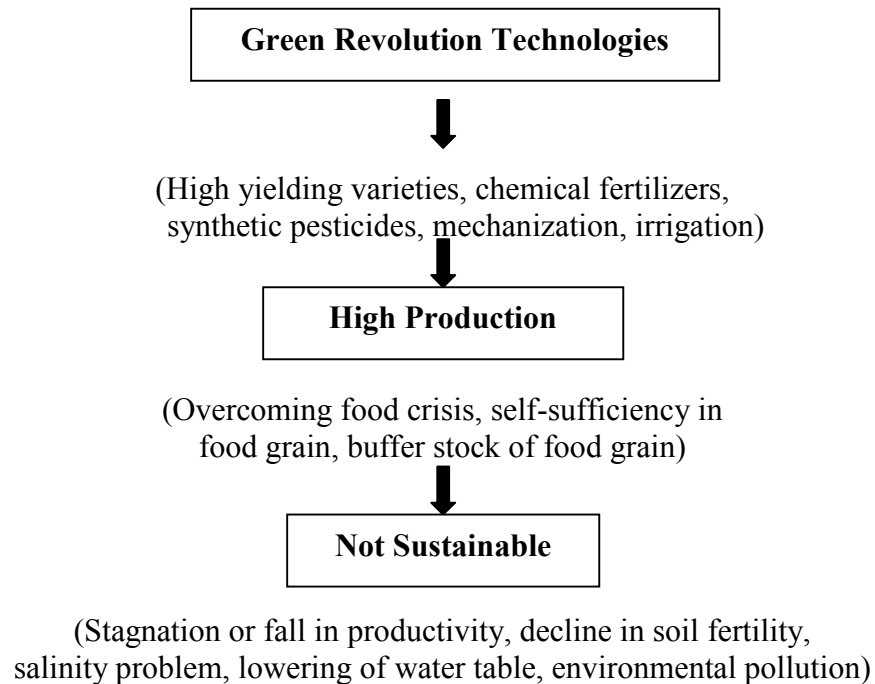 Green Revolution Technologies
(High yielding varieties, chemical fertilizers,
synthetic pesticides, mechanization, irrigation)
High Production
(Overcoming food crisis, self-sufficiency in
food grain, buffer stock of food grain)
Not Sustainable
(Stagnation or fall in productivity, decline in soil fertility,
salinity problem, lowering of water table, environmental pollution)